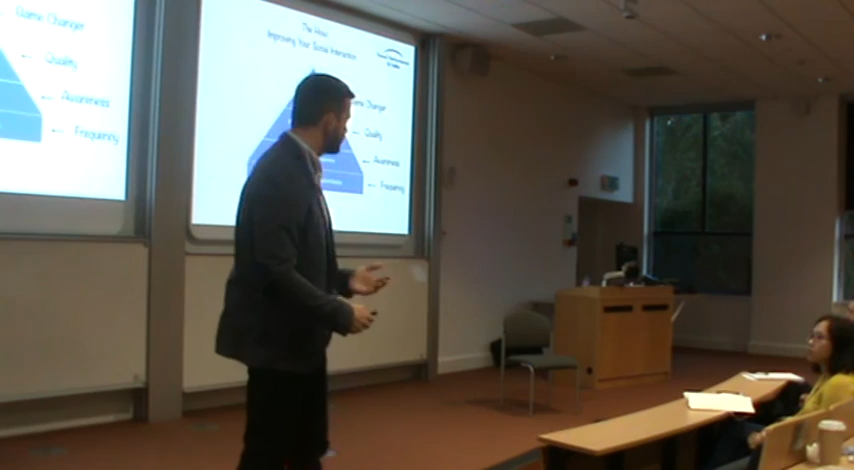 Game Changer
Quality
Awareness
Frequency
The How:
Improving Your Social Interaction
Game Changer
Quality
Awareness
Frequency